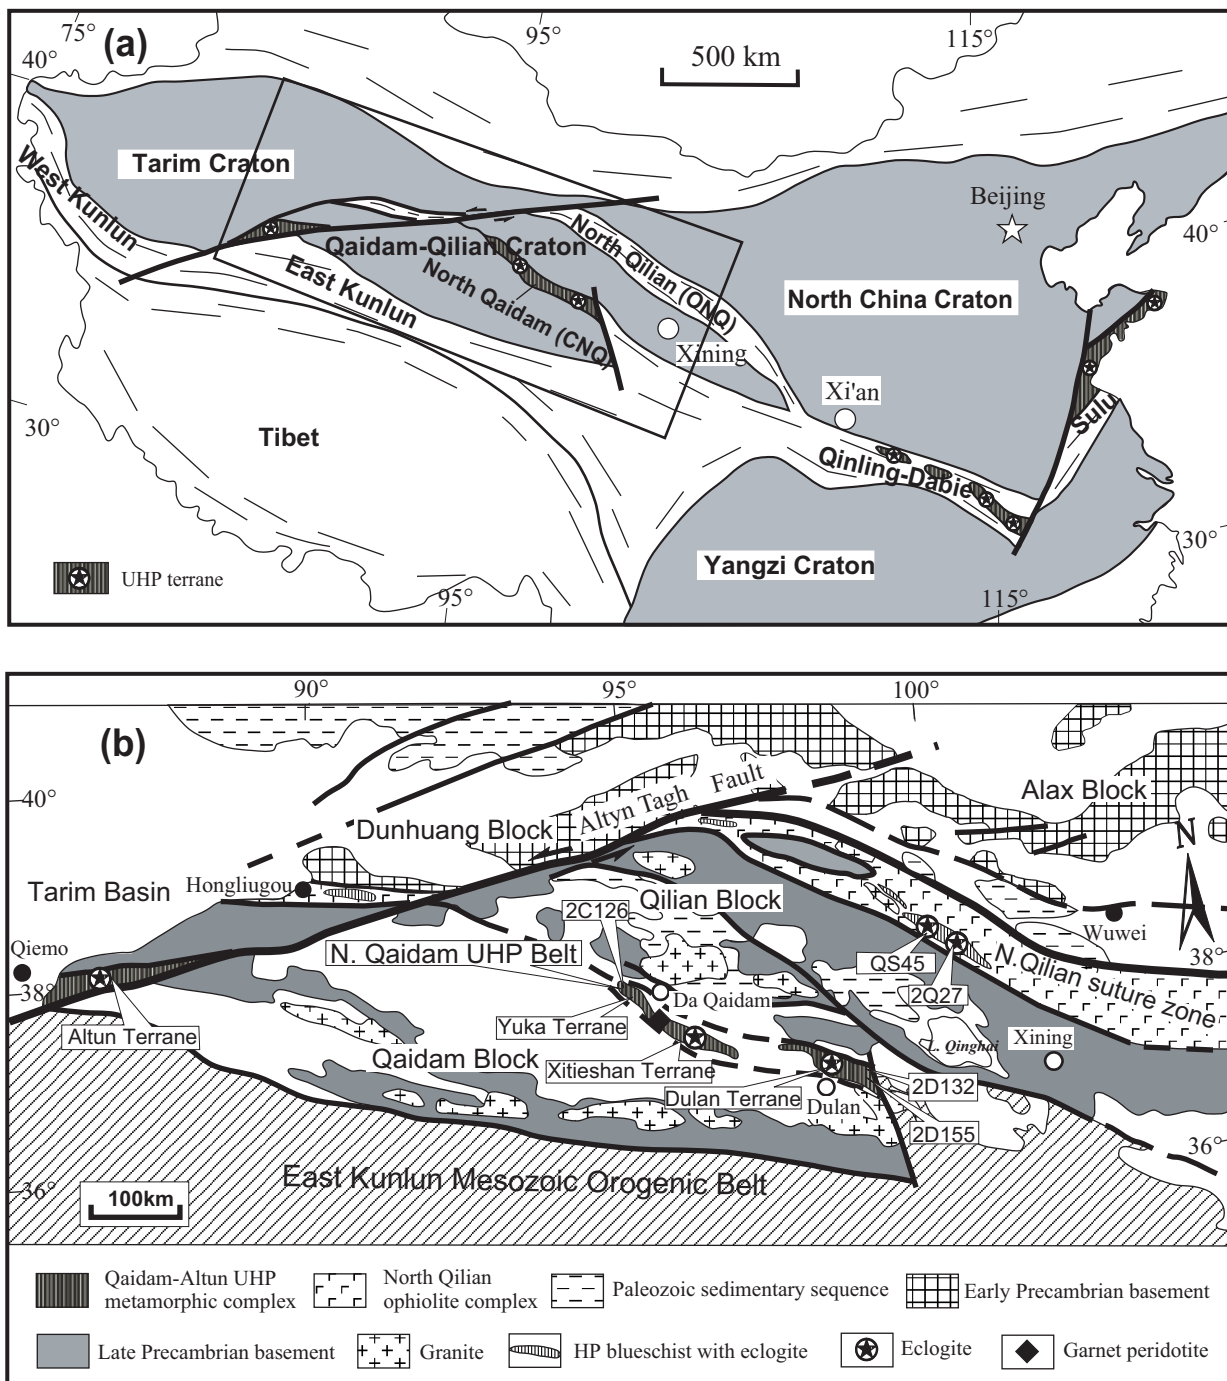 (a)
75°
95°
115°
40°
500 km
Tarim Craton
West Kunlun
Beijing
40°
Qaidam-Qilian Craton
North Qilian (ONQ)
East Kunlun
North Qaidam (CNQ)
North China Craton
Xining
Xi'an
30°
Tibet
Sulu
Qinling-Dabie
Yangzi Craton
30°
UHP terrane
95°
115°
(b)
90°
95°
100°
40°
Altyn Tagh Fault
Alax Block
Dunhuang Block
N
Tarim Basin
Hongliugou
Qilian Block
2C126
Wuwei
Qiemo
N. Qaidam UHP Belt
QS45
N.Qilian suture zone
38°
38°
2Q27
Da Qaidam
Yuka Terrane
Altun Terrane
Qaidam Block
L. Qinghai
Xining
Xitieshan Terrane
2D132
Dulan Terrane
Dulan
2D155
36°
36°
East Kunlun Mesozoic Orogenic Belt
100km
Qaidam-Altun UHP
metamorphic complex
North Qilian
ophiolite complex
Paleozoic sedimentary sequence
Early Precambrian basement
Late Precambrian basement
Granite
HP blueschist with eclogite
Eclogite
Garnet peridotite